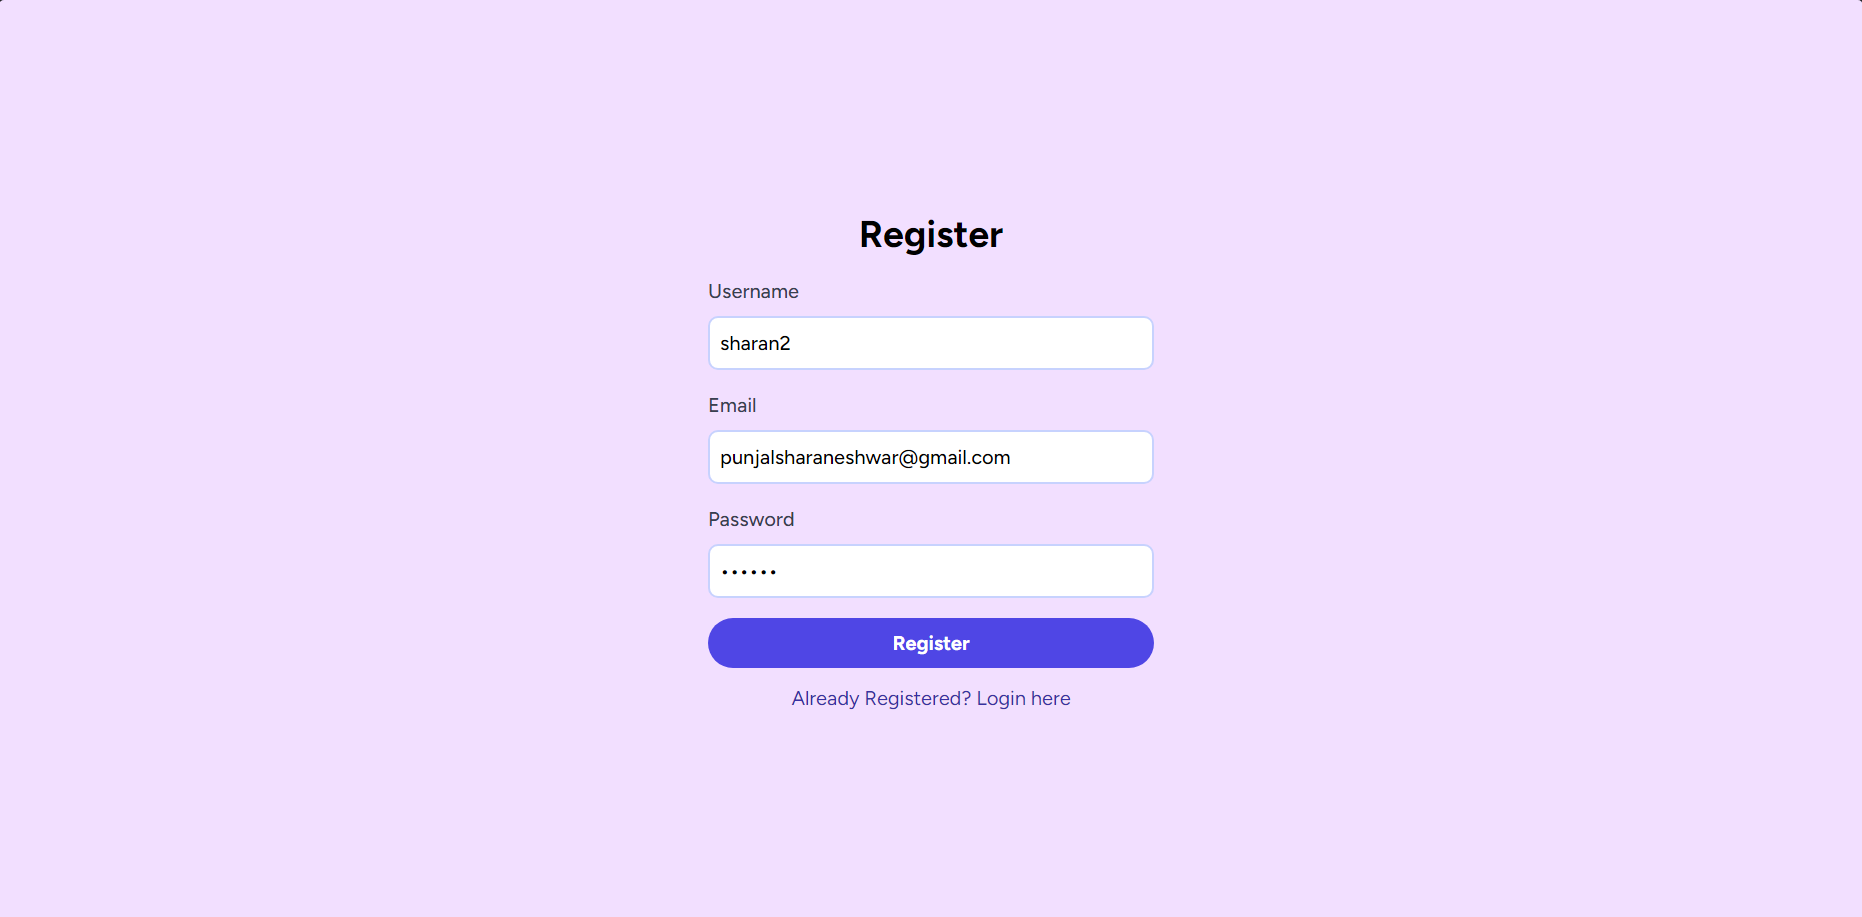 Register
Username
sharan2
Email
punjalsharaneshwar@gmail.com
Password
••••••
Register
Already Registered? Login here